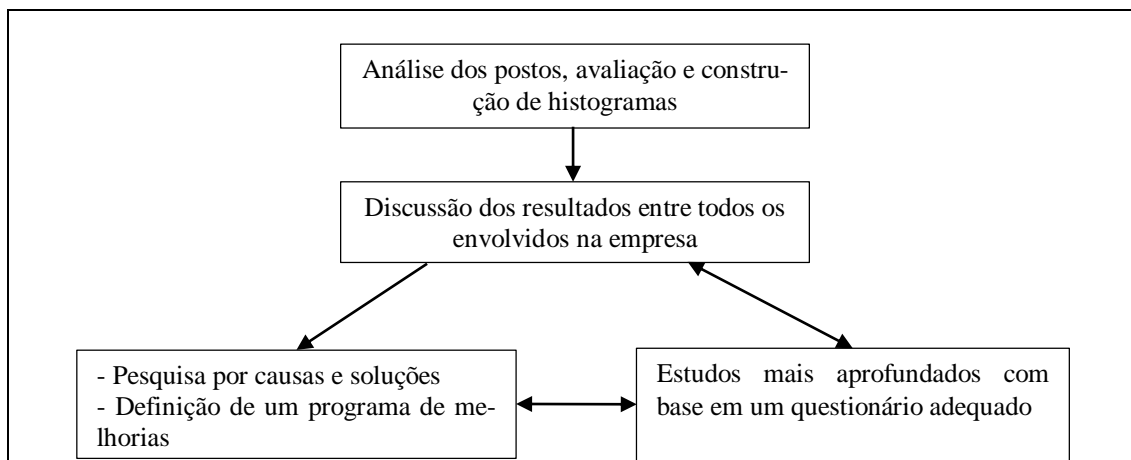 Análise dos postos, avaliação e constru-
ção de histogramas
Discussão dos resultados entre todos os
envolvidos na empresa
- Pesquisa por causas e soluções
- Definição de um programa de me-
lhorias
Estudos mais aprofundados com
base em um questionário adequado